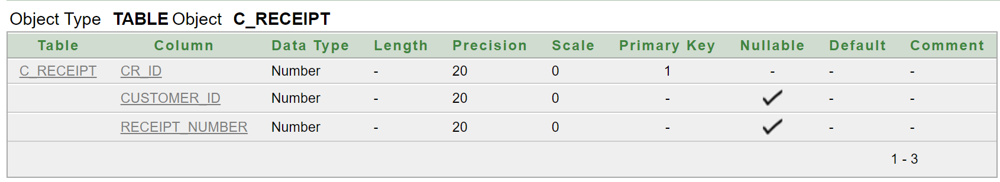 Object Type TABLE Object C_RECEIPT
Table Column Data Type Length Precision Scale Primary Key Nullable Default Comment
C_RECEIPT CR_ID Number - 20 0 1 - - -
CUSTOMER_ID Number - 20 0 - ✓ - -
RECEIPT_NUMBER Number - 20 0 - ✓ - -
1 - 3